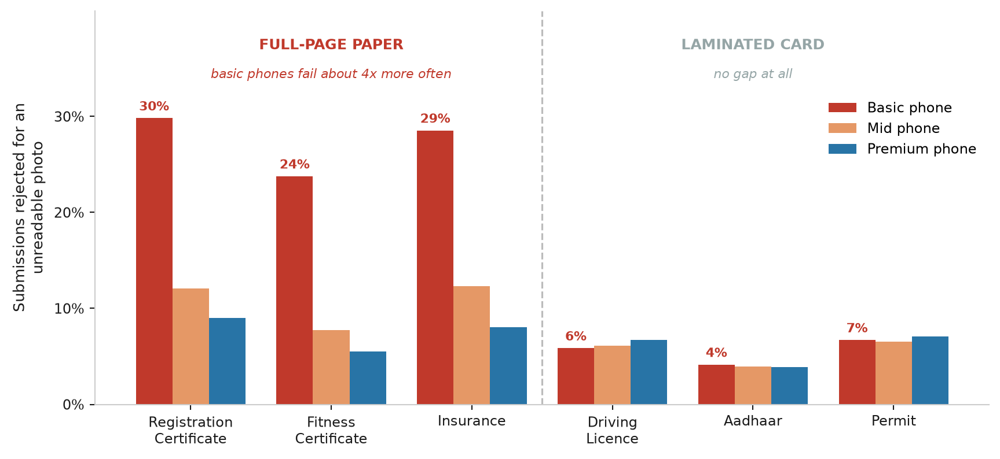 FULL-PAGE PAPER
basic phones fail about 4x more often
LAMINATED CARD
no gap at all
Basic phone
Mid phone
Premium phone
Submissions rejected for an
unreadable photo
30%
20%
10%
0%
30%
24%
29%
6%
4%
7%
Registration
Certificate
Fitness
Certificate
Insurance
Driving
Licence
Aadhaar
Permit